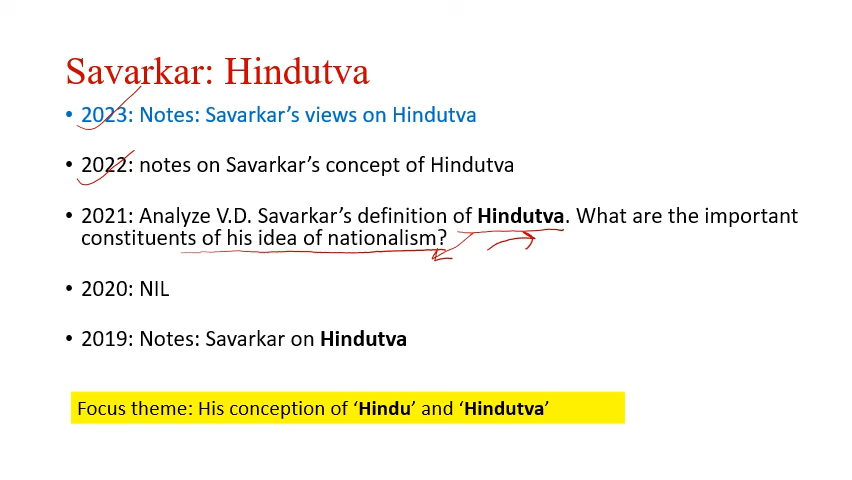 Savarkar: Hindutva
• 2023: Notes: Savarkar’s views on Hindutva
• 2022: notes on Savarkar’s concept of Hindutva
• 2021: Analyze V.D. Savarkar’s definition of Hindutva. What are the important
constituents of his idea of nationalism?
• 2020: NIL
• 2019: Notes: Savarkar on Hindutva
Focus theme: His conception of ‘Hindu’ and ‘Hindutva’